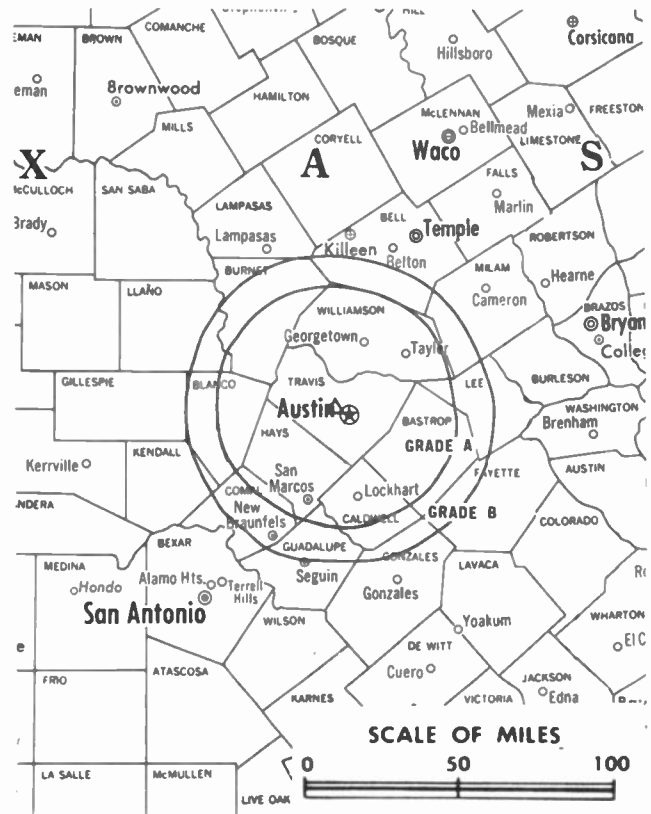 HILL
COMANCHE
EMAN
BROWN
BOSQUE
Hillsboro
Corsicana
eman
Brownwood
HAMILTON
McLENNAN
Mexia
FREESTON
MILLS
CORYELL
Waco
Bellmead
LIMESTONE
X
A
S
FALLS
McCULLOCH
SAN SABA
Marlin
LAMPASAS
BELL
Brady
Lampasas
Killeen
Temple
ROBERTSON
Belton
BURNET
MILAM
Hearne
MASON
LLANO
Cameron
WILLIAMSON
BRAZOS
Bryan
Georgetown
Taylor
Colleg
GILLESPIE
BLANCO
TRAVIS
LEE
BURLESON
Austin
WASHINGTON
BASTROP
Brenham
HAYS
GRADE A
KENDALL
Kerrville
San
Marcos
FAYETTE
AUSTIN
COMAL
Lockhart
NDERA
New
Braunfels
CALDWELL
GRADE B
COLORADO
BEXAR
GUADALUPE
GONZALES
MEDINA
Seguin
LAVACA
Hondo
Alamo Hts.
Terrell
Hills
Gonzales
San Antonio
WILSON
Yoakum
WHARTON
DE WITT
El C
e
Cuero
FRIO
ATASCOSA
JACKSON
KARNES
VICTORIA
Edna
SCALE OF MILES
0
50
100
LA SALLE
McMULLEN
LIVE OAK